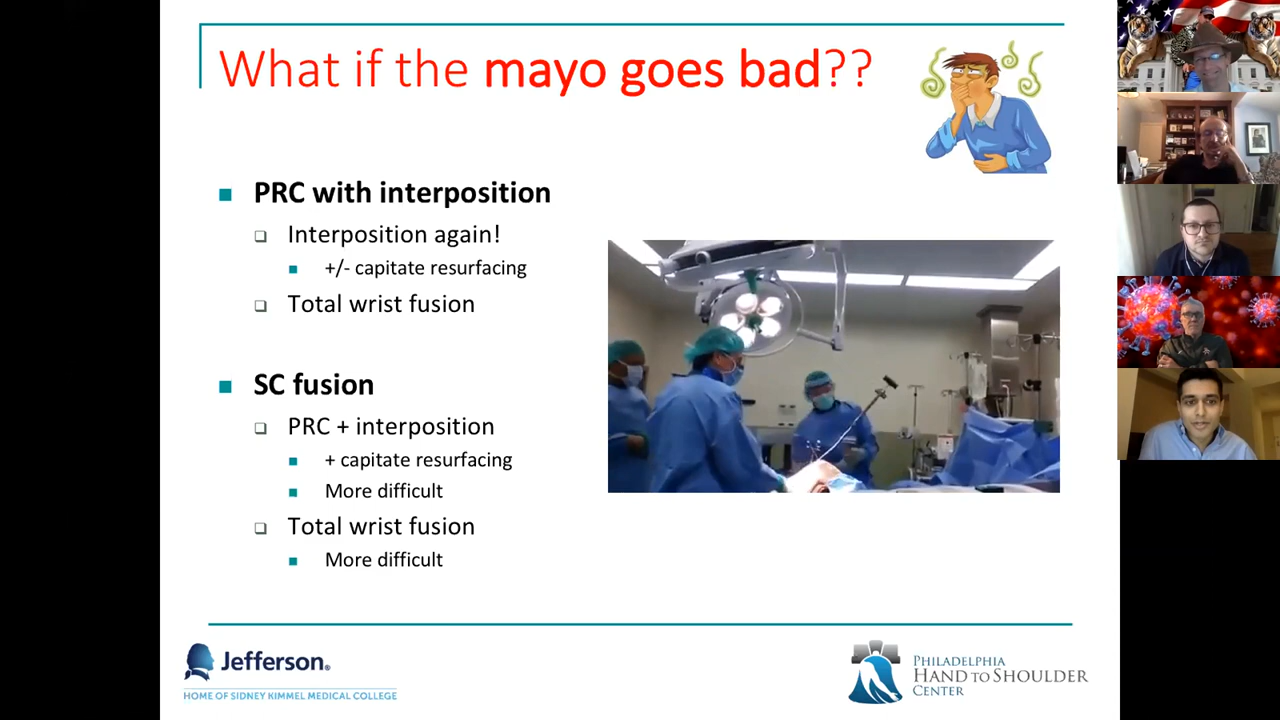 What if the mayo goes bad??
PRC with interposition
Interposition again!
+/- capitate resurfacing
Total wrist fusion
SC fusion
PRC + interposition
+ capitate resurfacing
More difficult
Total wrist fusion
More difficult
Jefferson®
HOME OF SIDNEY KIMMEL MEDICAL COLLEGE
PHILADELPHIA
HAND TO SHOULDER
CENTER